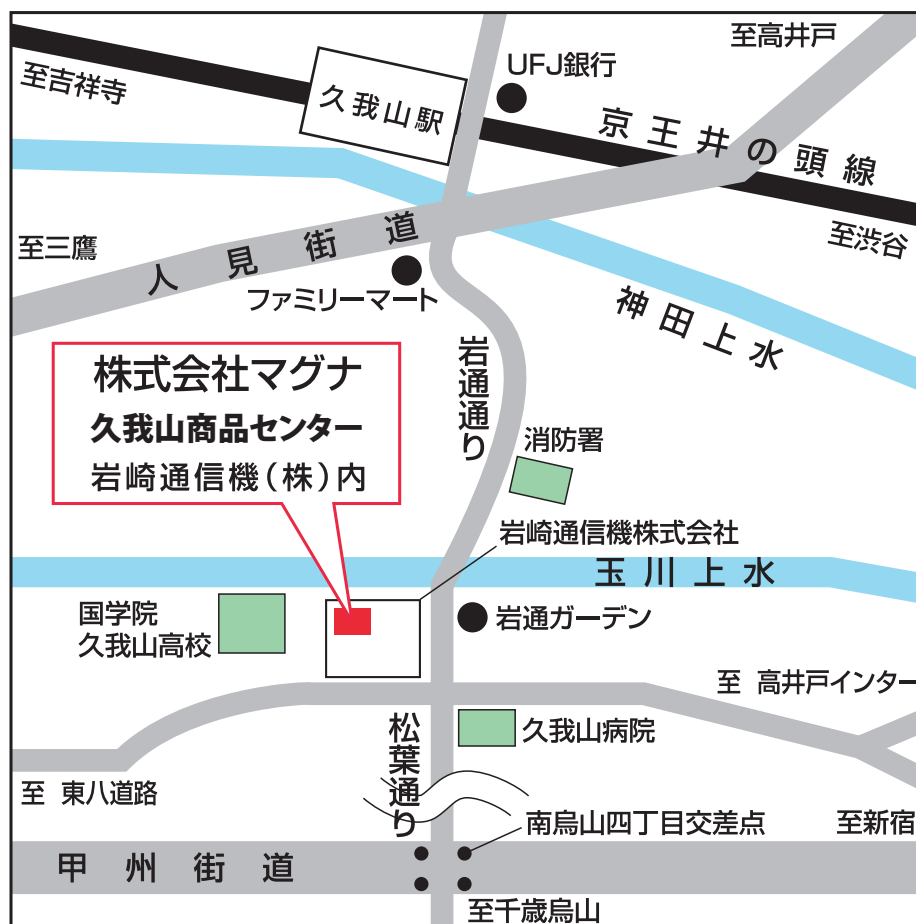 至高井戸
UFJ銀行
至吉祥寺
久我山駅
京王井の頭線
至渋谷
至三鷹
人見街道
ファミリーマート
神田上水
岩通通り
株式会社マグナ
久我山商品センター
岩崎通信機(株)内
消防署
岩崎通信機株式会社
玉川上水
国学院
久我山高校
岩通ガーデン
至 高井戸インター
久我山病院
松葉通り
至 東八道路
南烏山四丁目交差点
至新宿
甲州街道
至千歳烏山